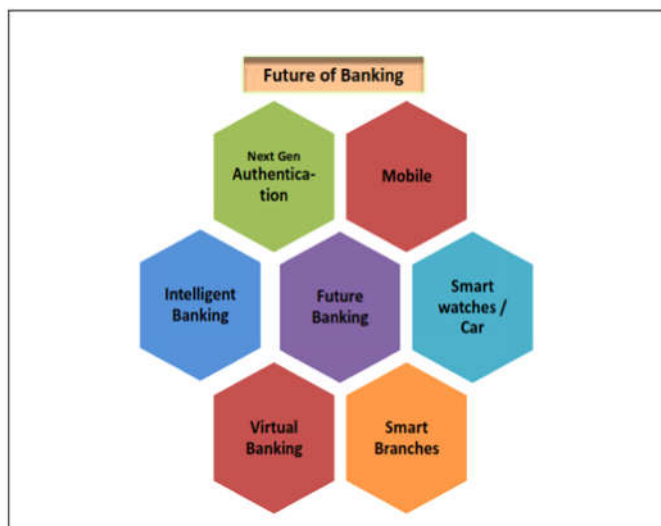 Future of Banking
Next Gen
Authentica-
tion
Mobile
Intelligent
Banking
Future
Banking
Smart
watches /
Car
Virtual
Banking
Smart
Branches